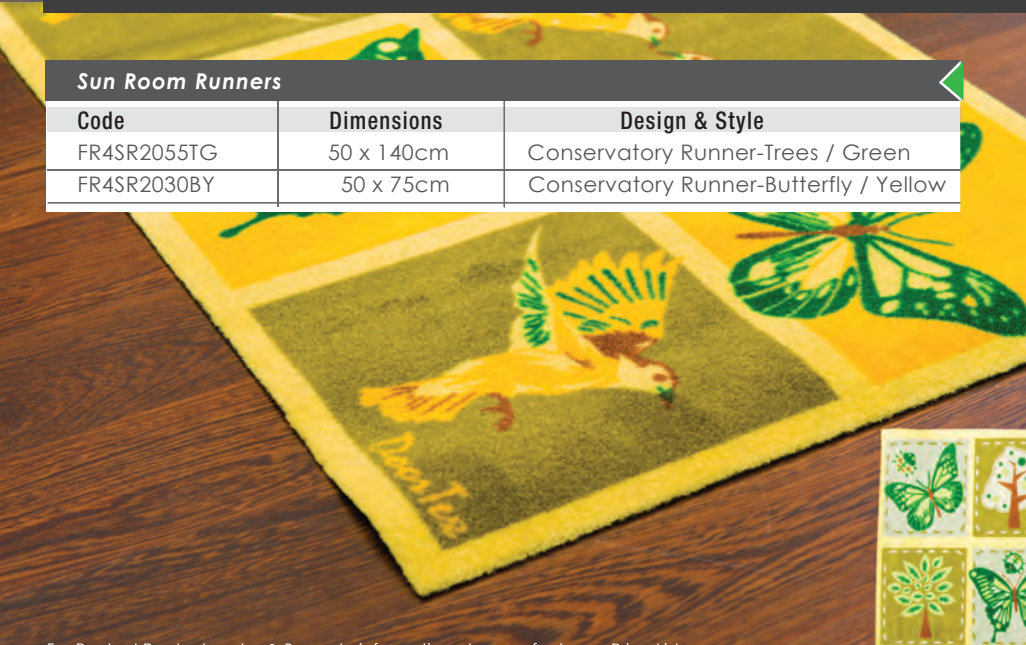 Sun Room Runners
Code Dimensions Design & Style
FR4SR2055TG 50 x 140cm Conservatory Runner-Trees / Green
FR4SR2030BY 50 x 75cm Conservatory Runner-Butterfly / Yellow
DoorTex